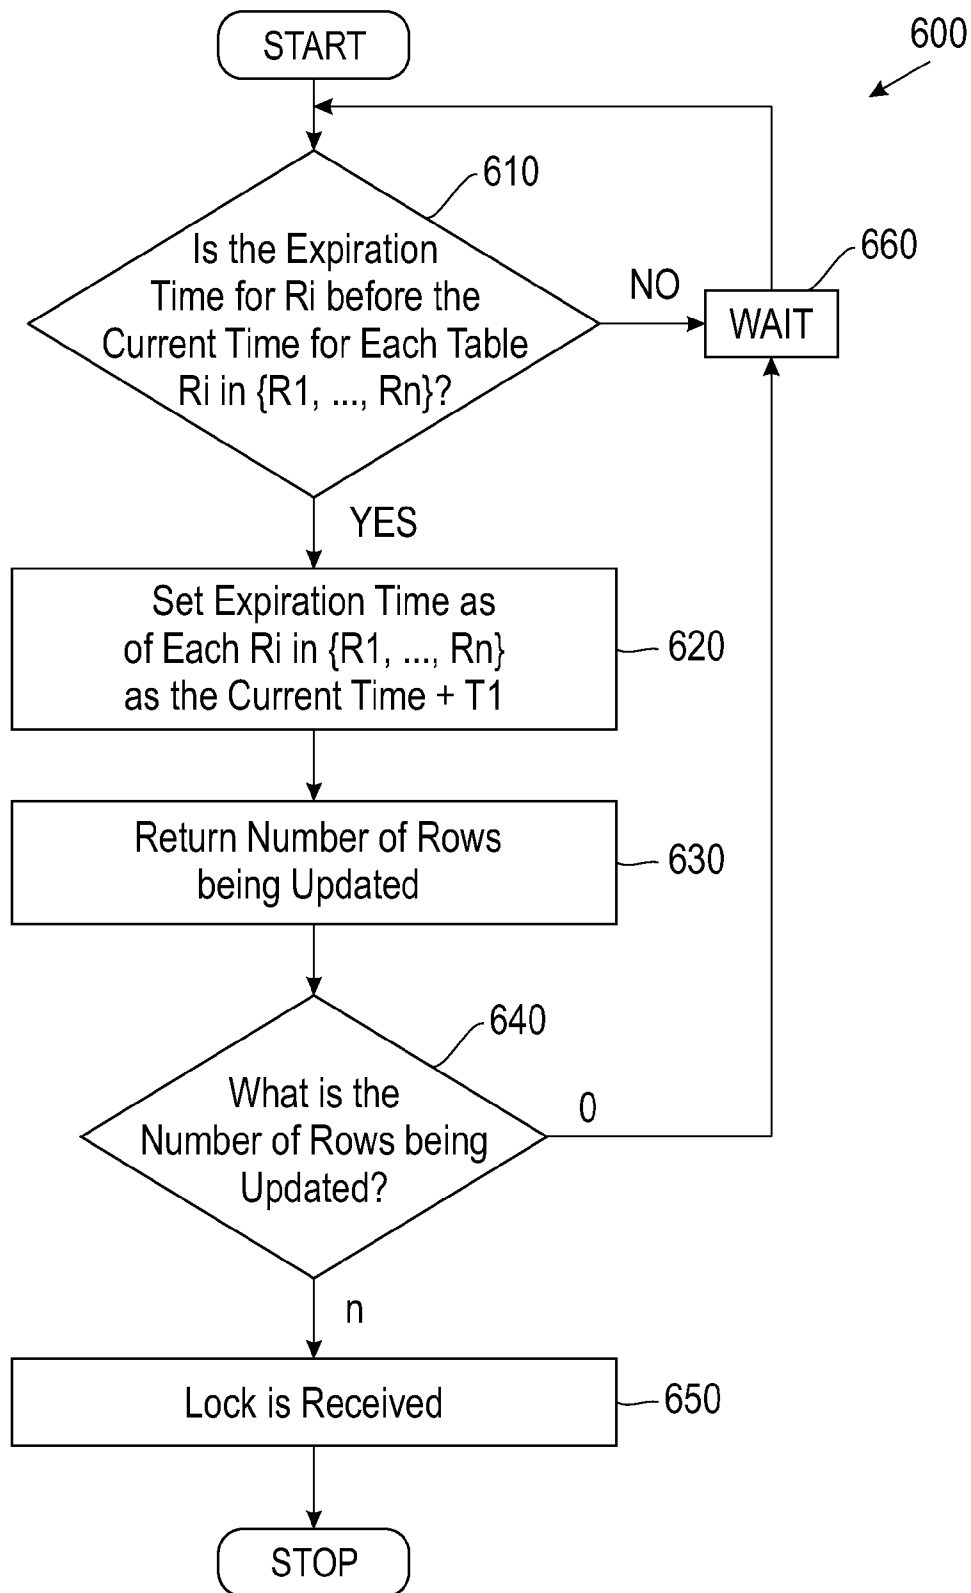 START
600
610
Is the Expiration
Time for Ri before the
Current Time for Each Table
Ri in {R1, ..., Rn}?
NO
660
WAIT
YES
Set Expiration Time as
of Each Ri in {R1, ..., Rn}
as the Current Time + T1
620
Return Number of Rows
being Updated
630
640
What is the
Number of Rows being
Updated?
0
n
Lock is Received
650
STOP